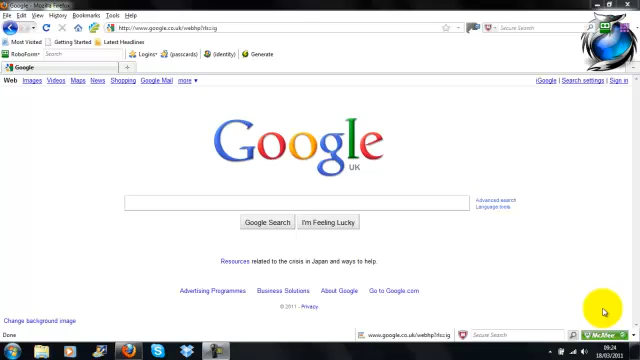 Google - Mozilla Firefox
File Edit View History Bookmarks Tools Help
http://www.google.co.uk/webhp?rls=ig
Secure Search
Most Visited Getting Started Latest Headlines
RoboForm Search Logins (passcards) (identity) Generate
Google
Web Images Videos Maps News Shopping Google Mail more
iGoogle | Search settings | Sign in
Google
UK
Advanced search
Language tools
Google Search I'm Feeling Lucky
Resources related to the crisis in Japan and ways to help.
Advertising Programmes Business Solutions About Google Go to Google.com
© 2011 - Privacy
Change background image
Done
www.google.co.uk/webhp?rls=ig
Secure Search
McAfee
09:24
18/03/2011